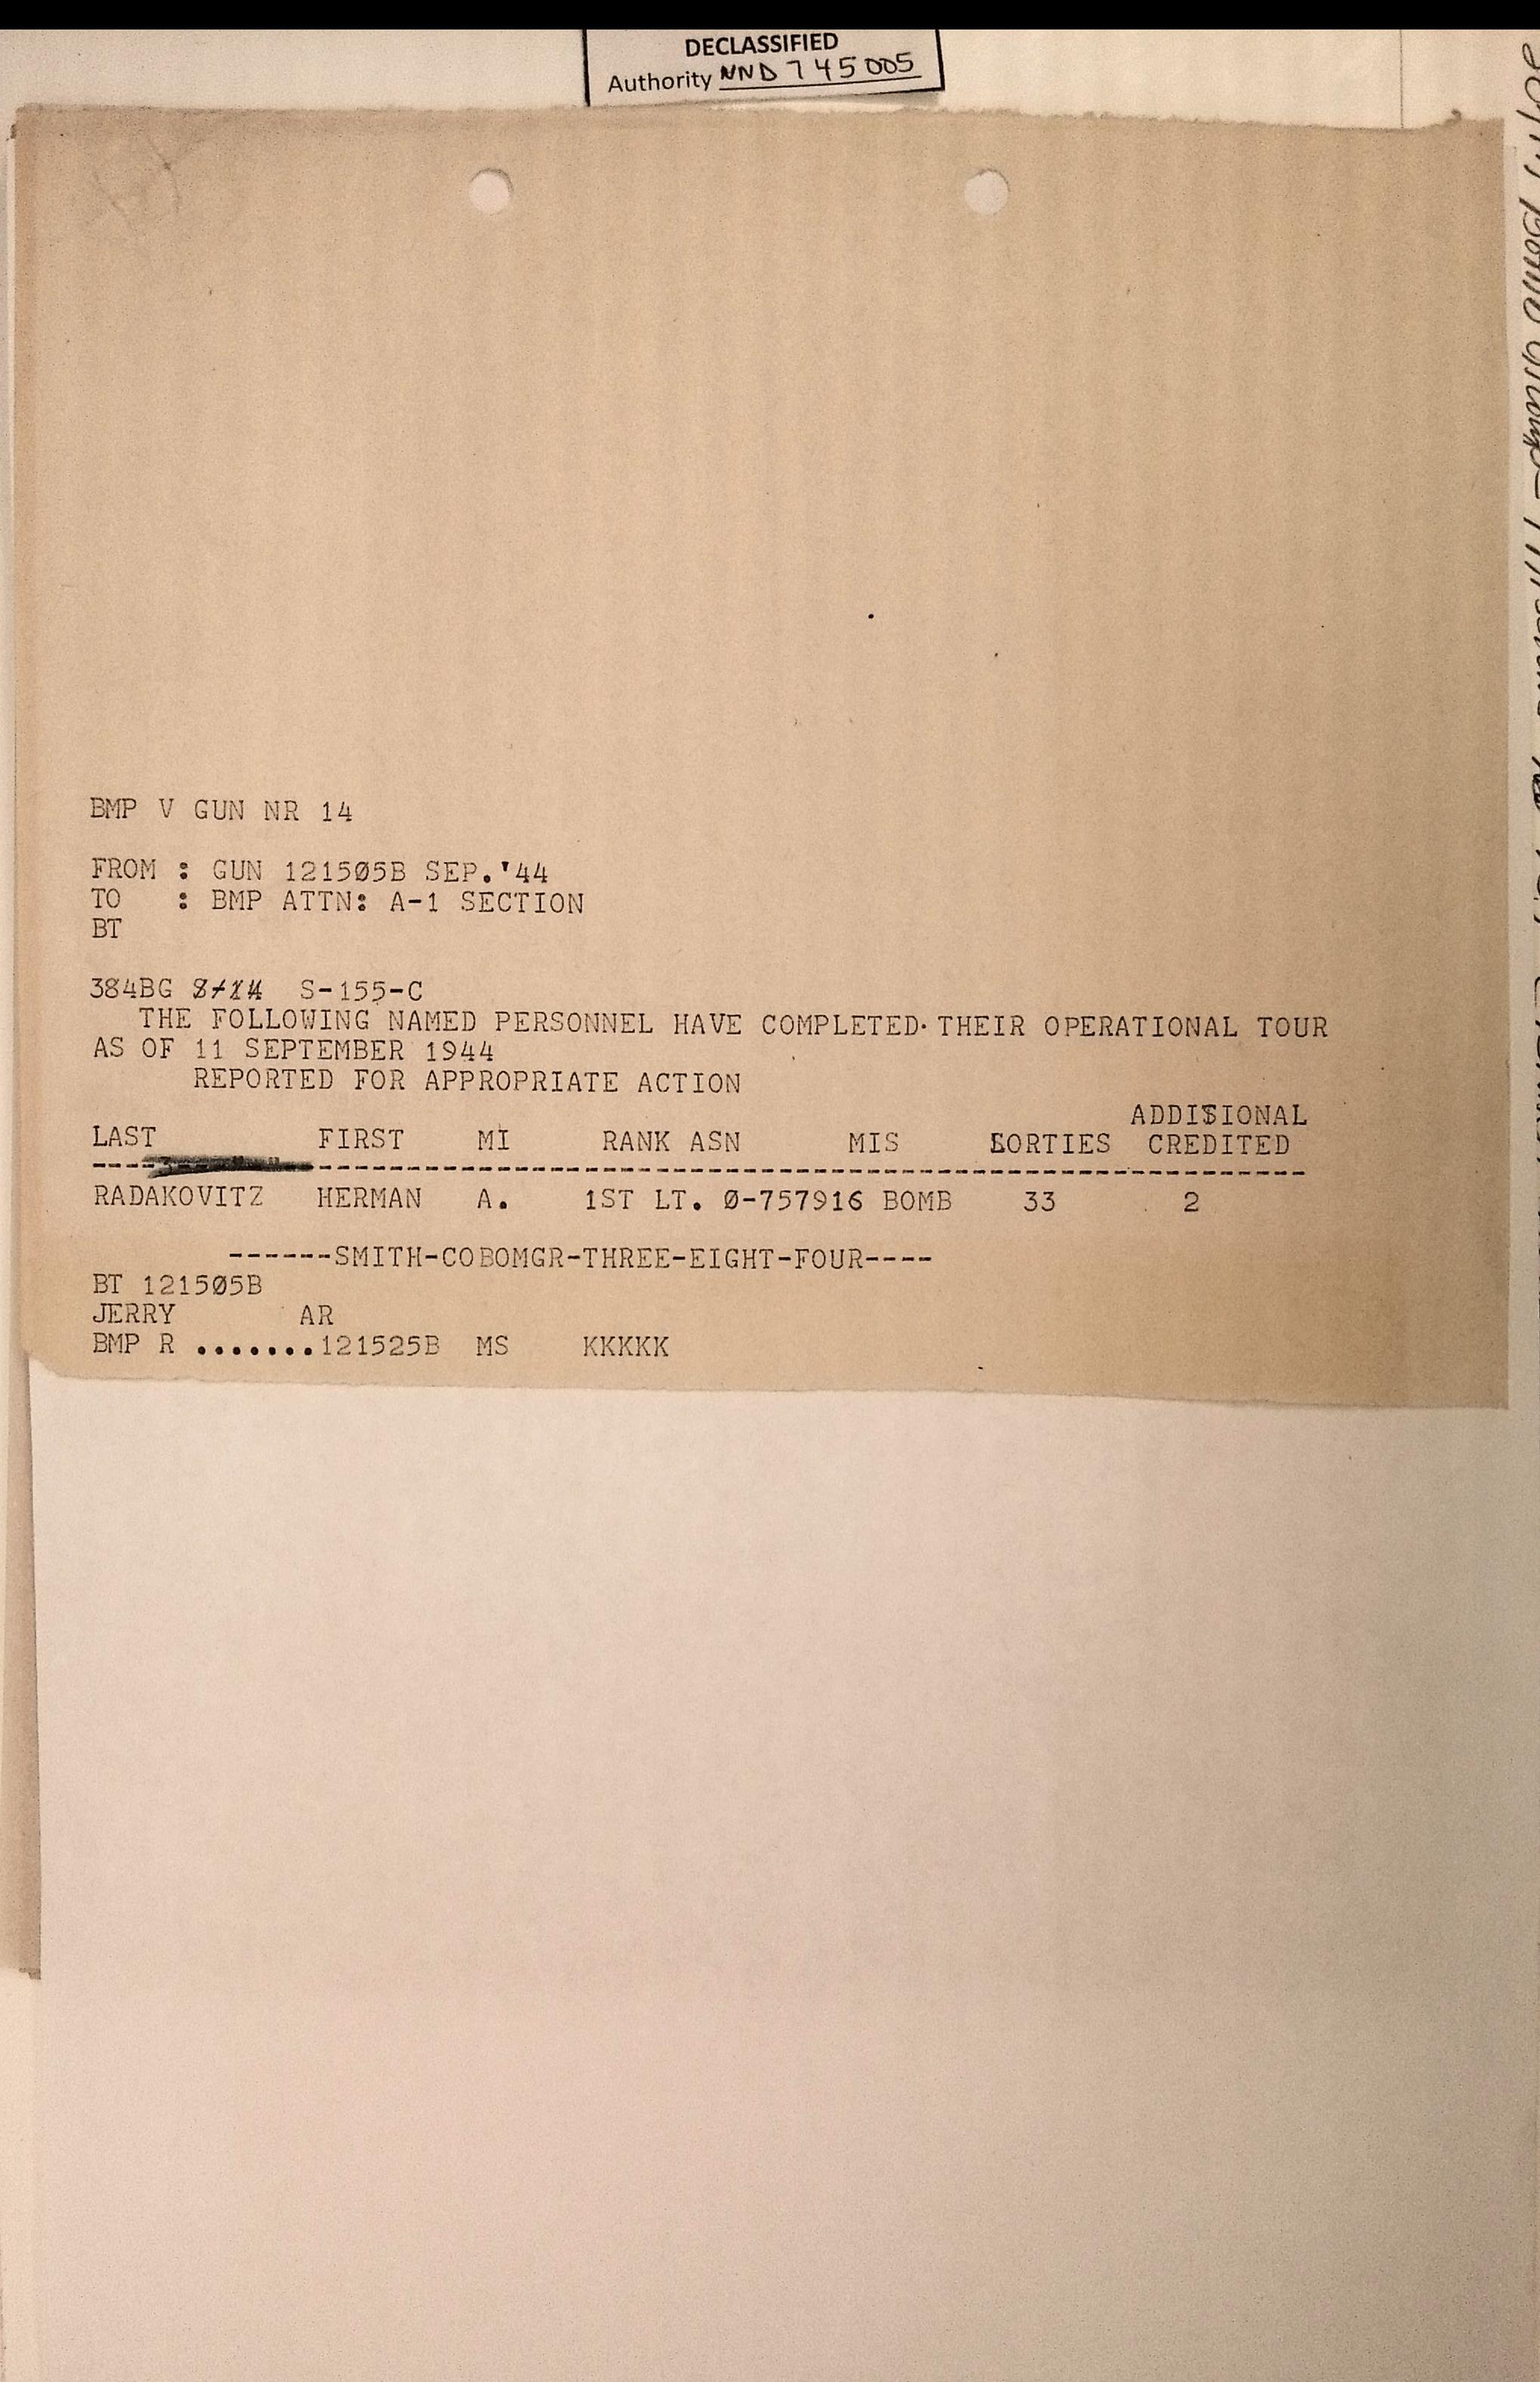 DECLASSIFIED
Authority NND 745005
BMP V GUN NR 14
FROM : GUN 121505B SEP.'44
TO : BMP ATTN: A-1 SECTION
BT
384BG S-155-C
THE FOLLOWING NAMED PERSONNEL HAVE COMPLETED. THEIR OPERATIONAL TOUR
AS OF 11 SEPTEMBER 1944
REPORTED FOR APPROPRIATE ACTION
ADDISIONAL
LAST FIRST MI RANK ASN MIS SORTIES CREDITED
RADAKOVITZ HERMAN A. 1ST LT. Ø-757916 BOMB 33 2
------SMITH-COBOMGR-THREE-EIGHT-FOUR----
BT 121505B
JERRY AR
BMP R .......121525B MS KKKKK